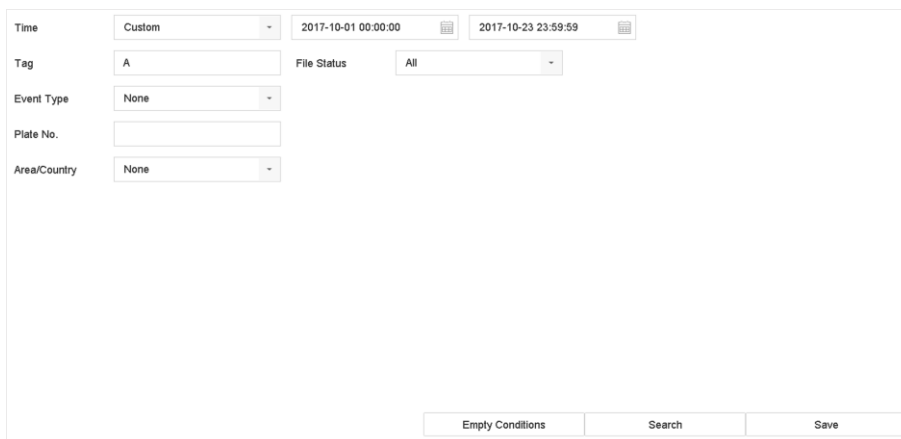 Time Custom 2017-10-01 00:00:00 2017-10-23 23:59:59
Tag A File Status All
Event Type None
Plate No.
Area/Country None
Empty Conditions Search Save